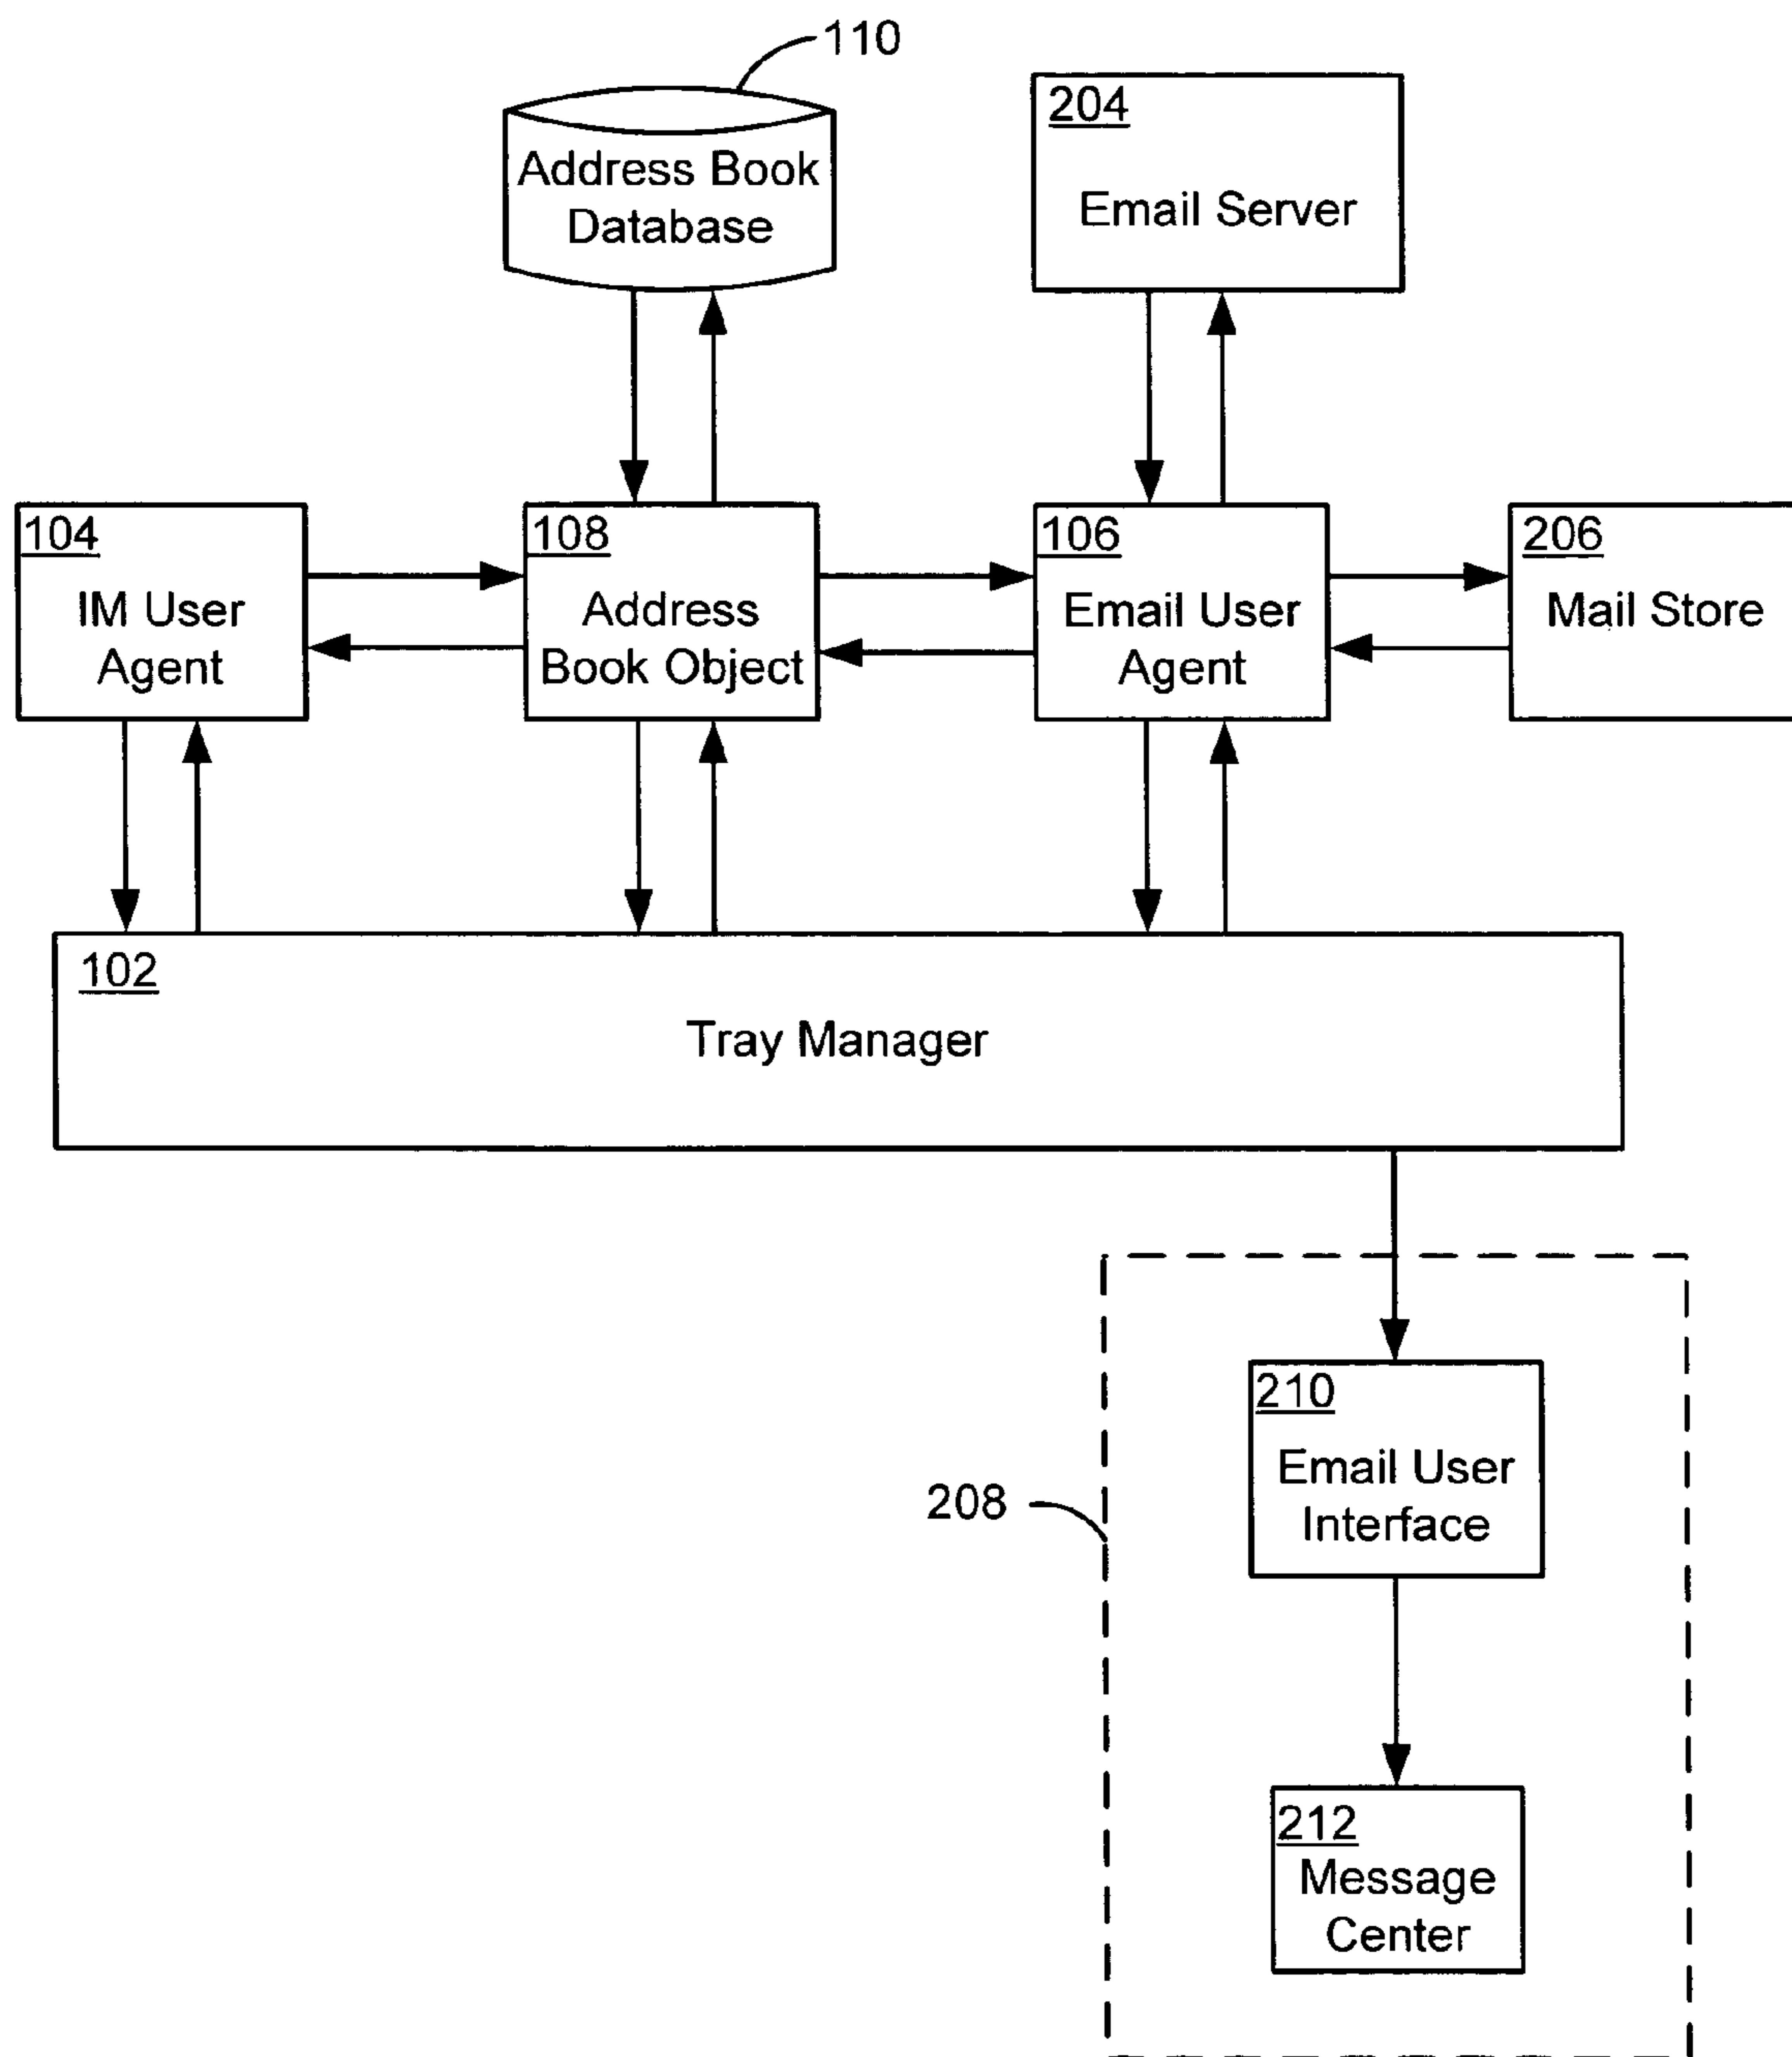 110
Address Book
Database
204
Email Server
104
IM User
Agent
108
Address
Book Object
106
Email User
Agent
206
Mail Store
102
Tray Manager
208
210
Email User
Interface
212
Message
Center